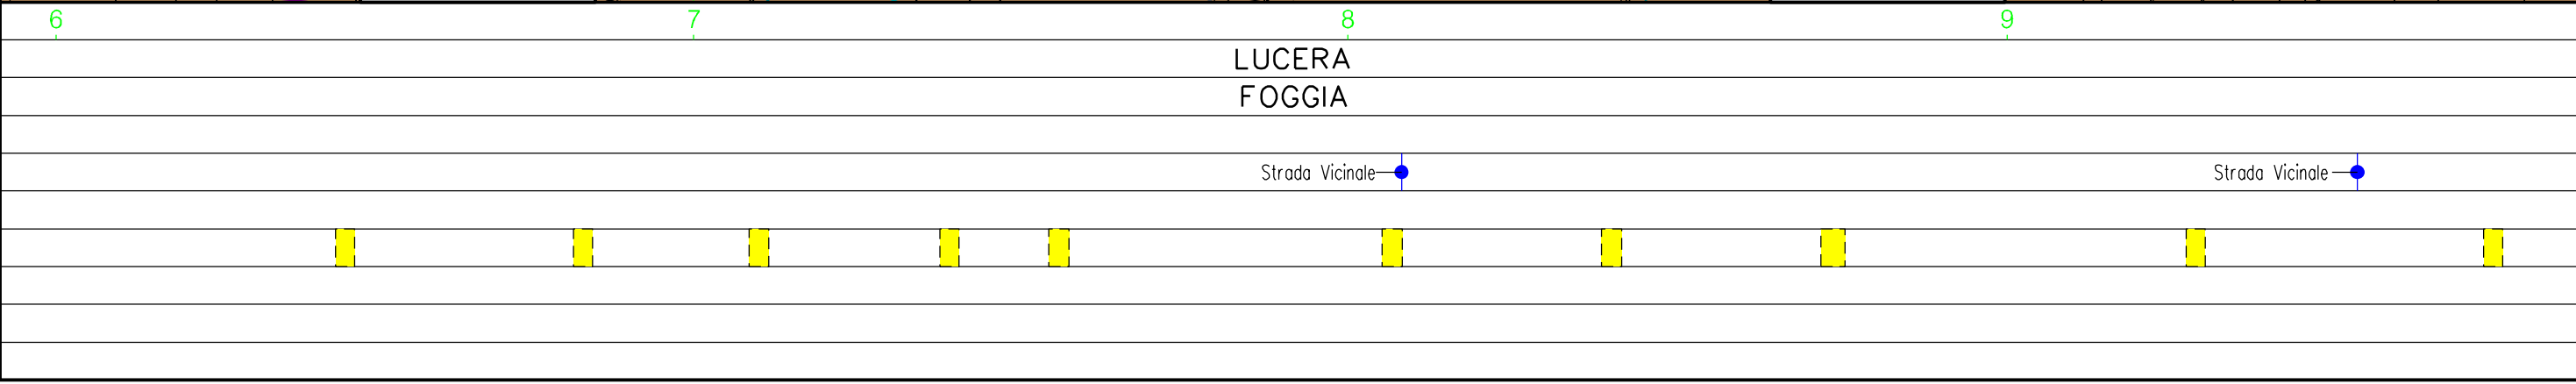 6 7 8 9
LUCERA
FOGGIA
Strada Vicinale Strada Vicinale